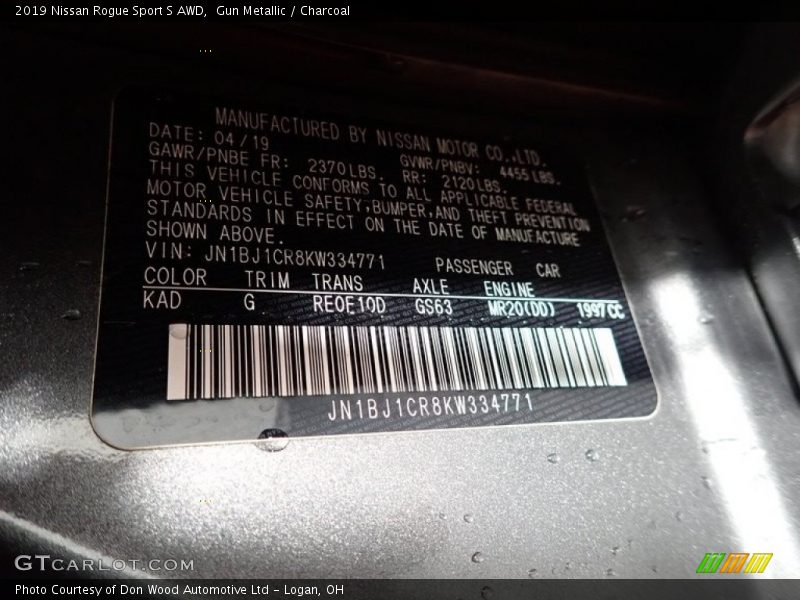 2019 Nissan Rogue Sport S AWD,  Gun Metallic / Charcoal
MANUFACTURED BY NISSAN MOTOR CO.,LTD.
DATE: 04/19
GAWR/PNBE FR: 2370LBS. GVWR/PNBV: 4455 LBS.
RR: 2120LBS.
THIS VEHICLE CONFORMS TO ALL APPLICABLE FEDERAL
MOTOR VEHICLE SAFETY,BUMPER,AND THEFT PREVENTION
STANDARDS IN EFFECT ON THE DATE OF MANUFACTURE
SHOWN ABOVE.
VIN: JN1BJ1CR8KW334771 PASSENGER CAR
COLOR TRIM TRANS AXLE ENGINE
KAD G RE0F10D GS63 MR20(DD) 1997CC
JN1BJ1CR8KW334771
GTCARLOT.COM
Photo Courtesy of Don Wood Automotive Ltd - Logan, OH